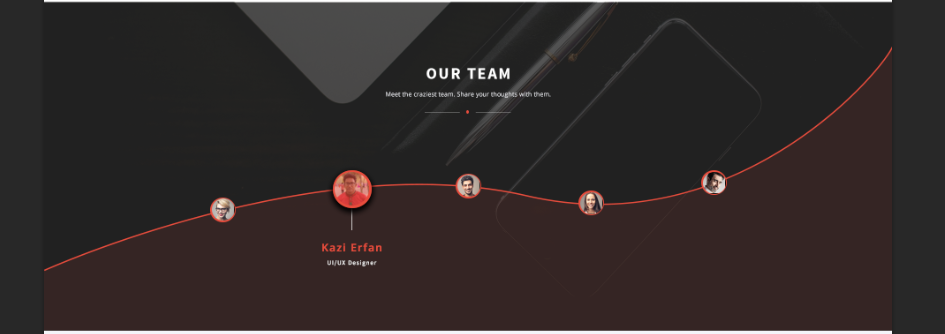 OUR TEAM
Meet the craziest team. Share your thoughts with them.
Kazi Erfan
UI/UX Designer